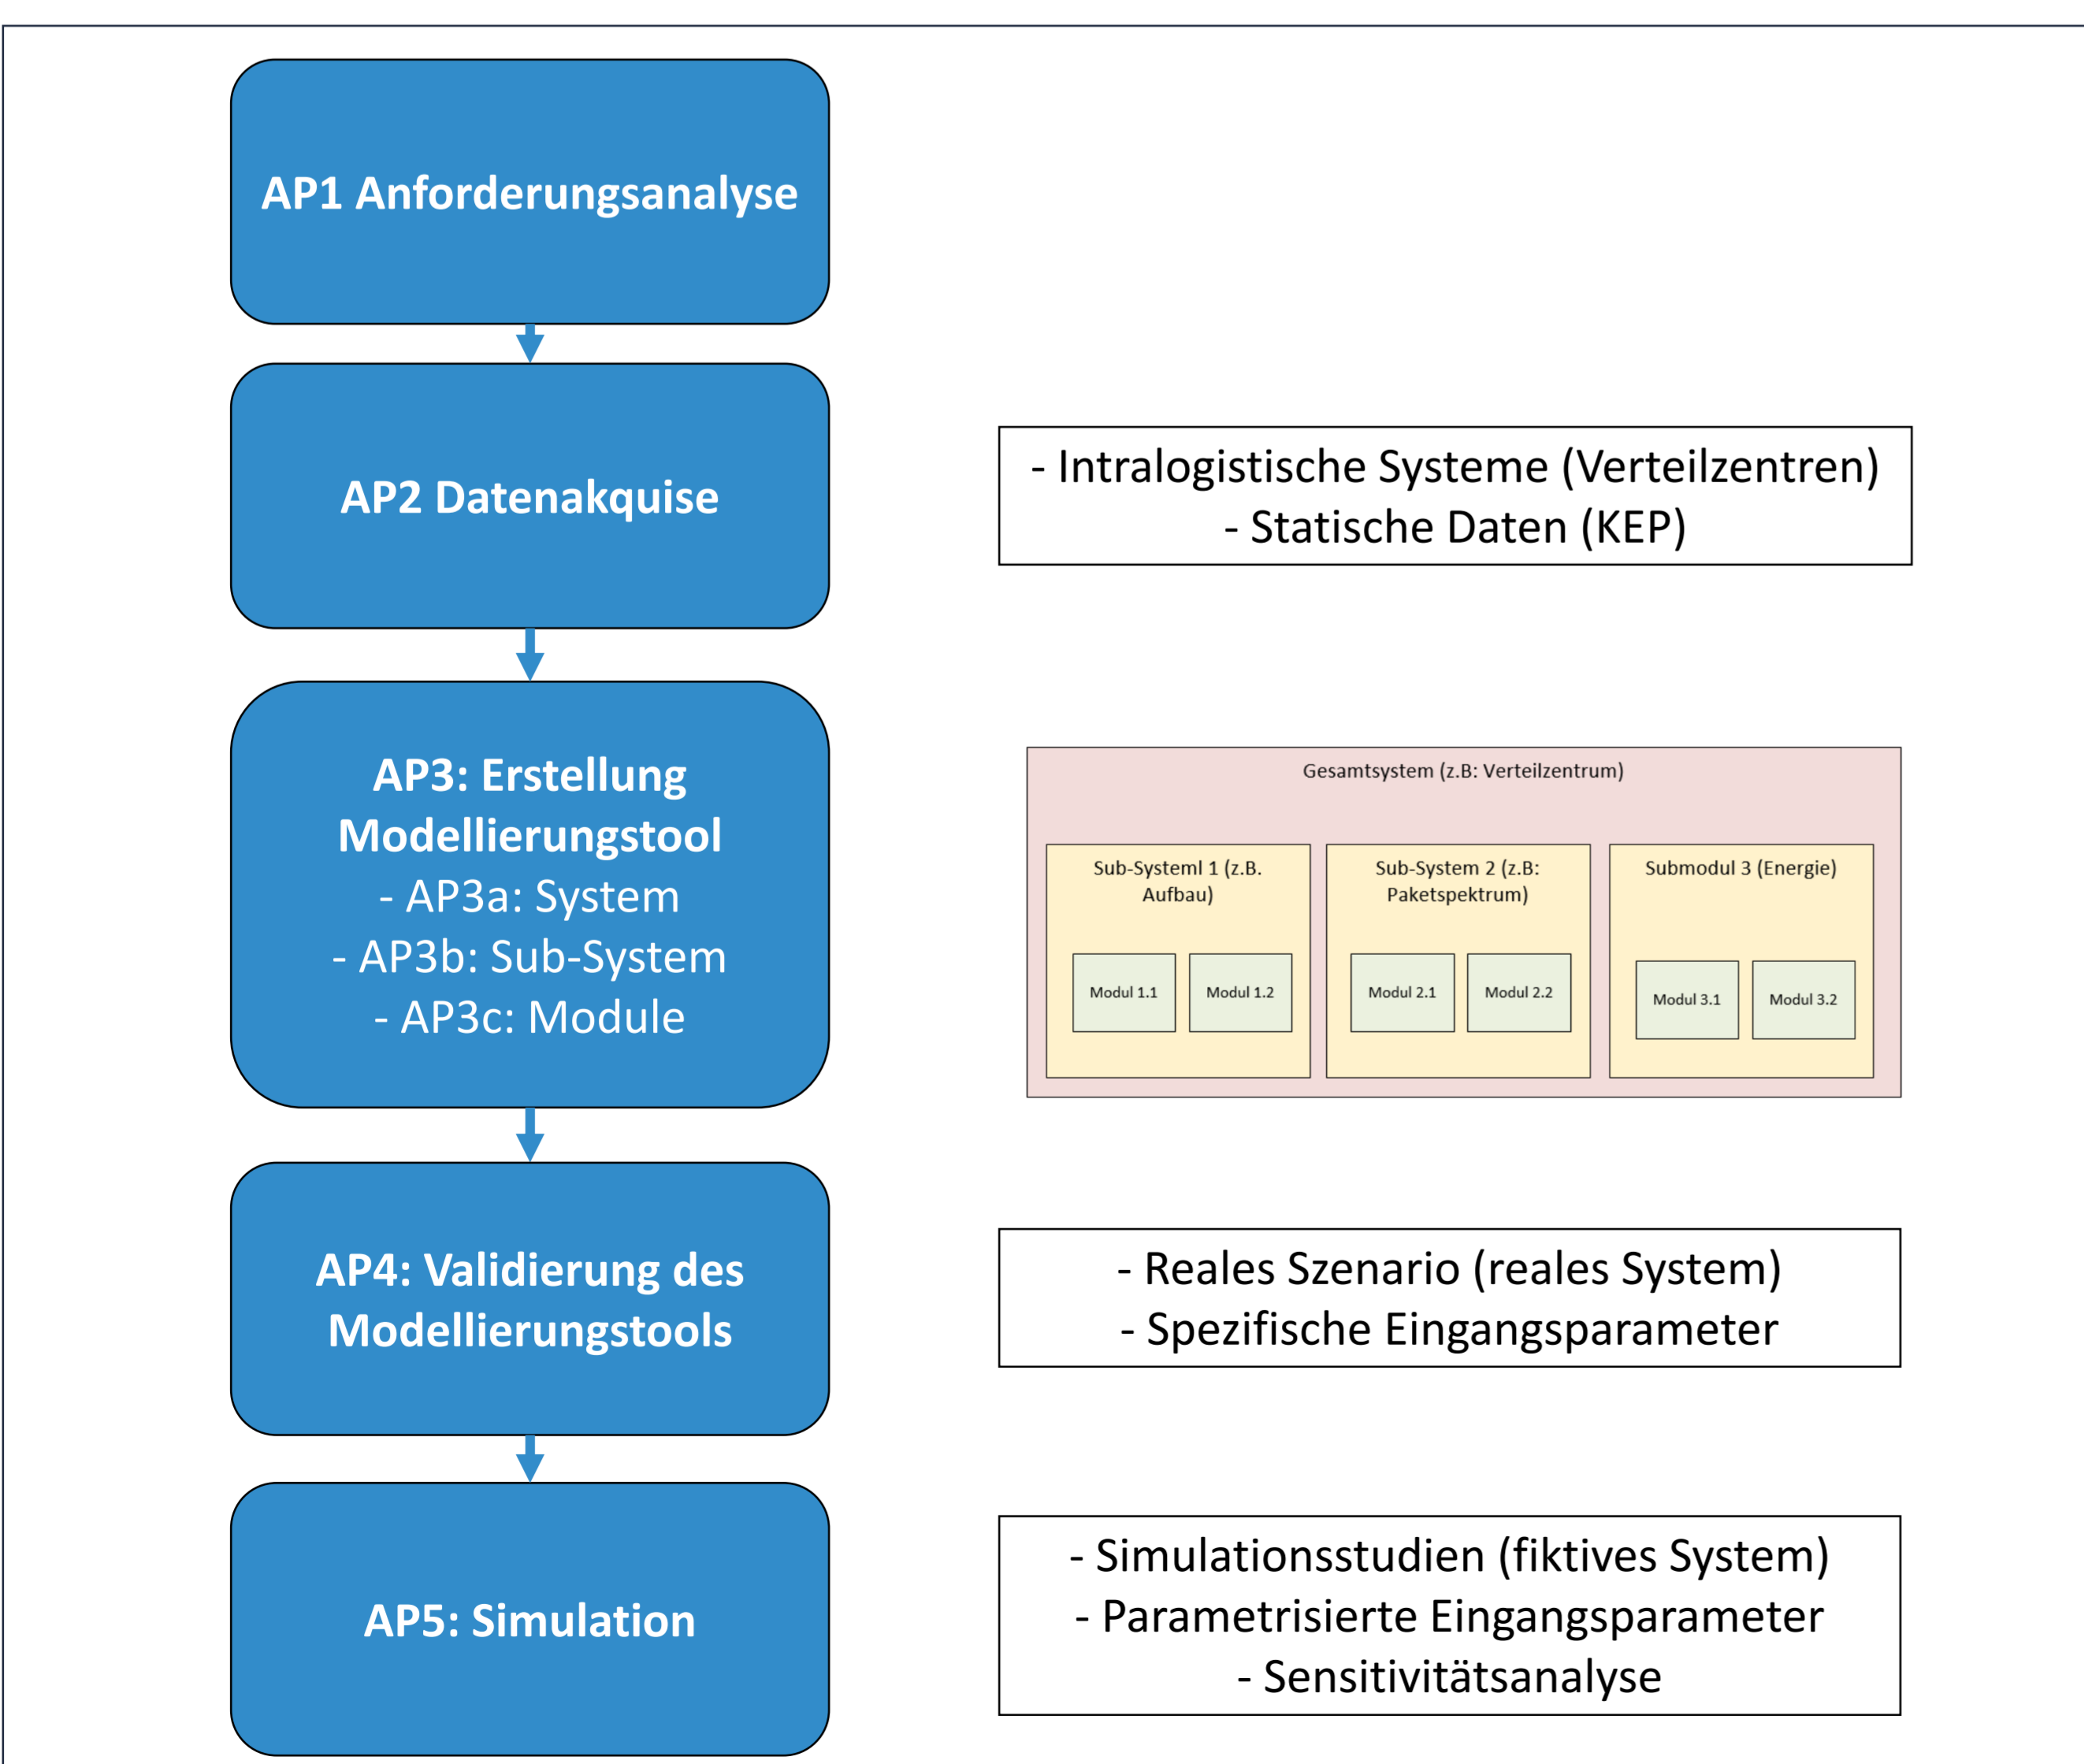 AP1 Anforderungsanalyse
AP2 Datenakquise
- Intralogistische Systeme (Verteilzentren)
- Statische Daten (KEP)
AP3: Erstellung
Modellierungstool
- AP3a: System
- AP3b: Sub-System
- AP3c: Module
Gesamtsystem (z.B: Verteilzentrum)
Sub-Systeml 1 (z.B.
Aufbau)
Modul 1.1
Modul 1.2
Sub-System 2 (z.B:
Paketspektrum)
Modul 2.1
Modul 2.2
Submodul 3 (Energie)
Modul 3.1
Modul 3.2
AP4: Validierung des
Modellierungstools
- Reales Szenario (reales System)
- Spezifische Eingangsparameter
AP5: Simulation
- Simulationsstudien (fiktives System)
- Parametrisierte Eingangsparameter
- Sensitivitätsanalyse